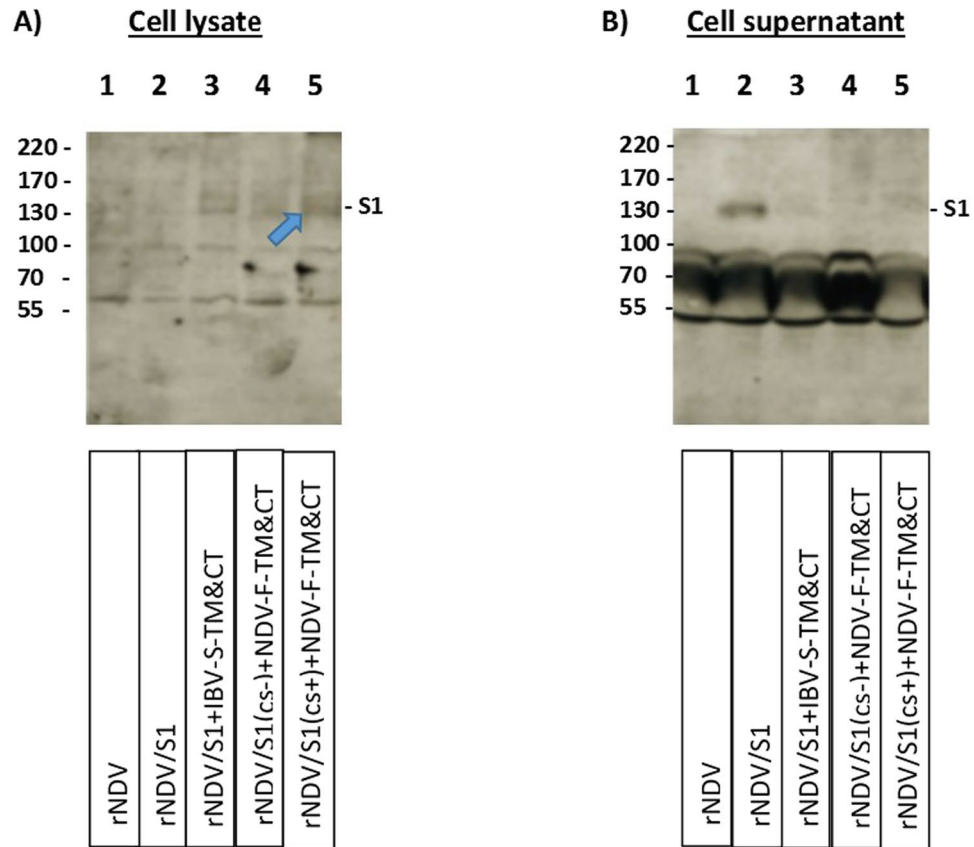 A) Cell lysate
1 2 3 4 5
220 -
170 -
130 -
100 -
70 -
55 -
- S1
rNDV
rNDV/S1
rNDV/S1+IBV-S-TM&CT
rNDV/S1(cs-)+NDV-F-TM&CT
rNDV/S1(cs+)+NDV-F-TM&CT
B) Cell supernatant
1 2 3 4 5
220 -
170 -
130 -
100 -
70 -
55 -
- S1
rNDV
rNDV/S1
rNDV/S1+IBV-S-TM&CT
rNDV/S1(cs-)+NDV-F-TM&CT
rNDV/S1(cs+)+NDV-F-TM&CT